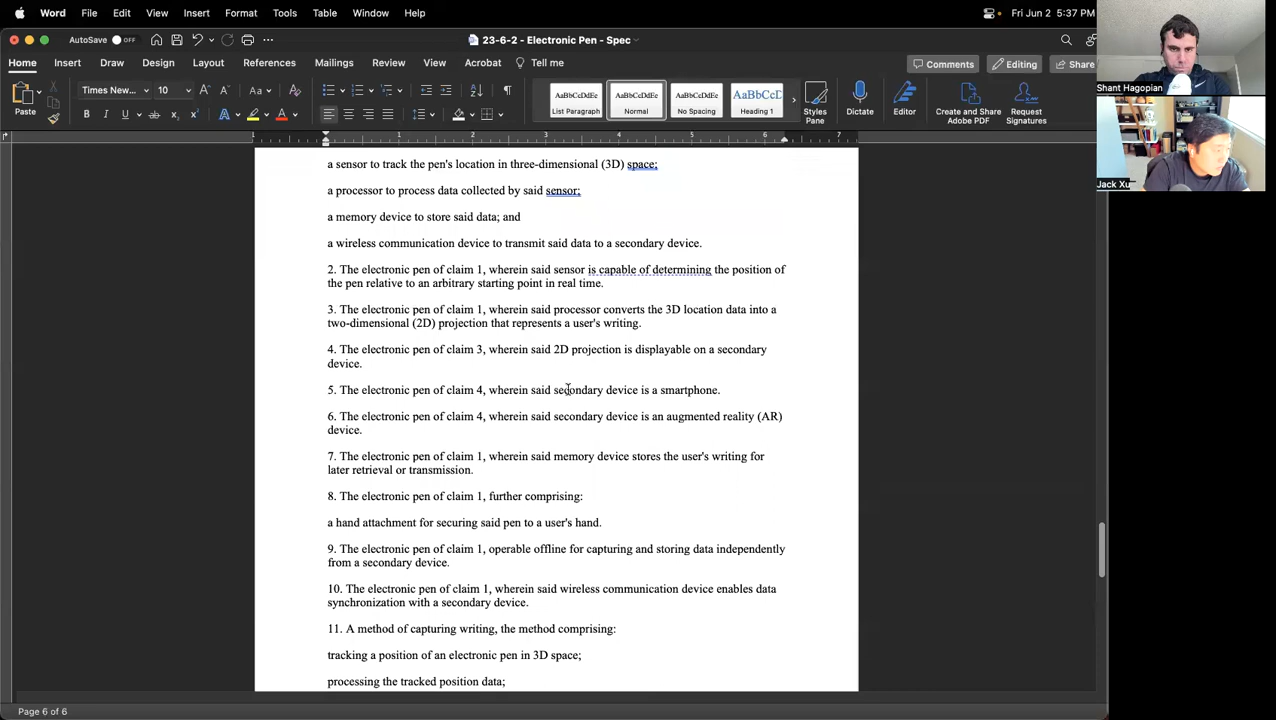 Word File Edit View Insert Format Tools Table Window Help Fri Jun 2 5:37 PM
AutoSave OFF 23-6-2 - Electronic Pen - Spec
Home Insert Draw Design Layout References Mailings Review View Acrobat Tell me Comments Editing Share
Shant Hagopian
Paste Times New... 10 AaBbCcDdEe AaBbCcDdEe AaBbCcDdEe AaBbCcD
List Paragraph Normal No Spacing Heading 1 Styles Pane Dictate Editor Create and Share Adobe PDF Request Signatures
Jack Xu
1 1 2 3 4 5 6 7
a sensor to track the pen's location in three-dimensional (3D) space;
a processor to process data collected by said sensor;
a memory device to store said data; and
a wireless communication device to transmit said data to a secondary device.
2. The electronic pen of claim 1, wherein said sensor is capable of determining the position of
the pen relative to an arbitrary starting point in real time.
3. The electronic pen of claim 1, wherein said processor converts the 3D location data into a
two-dimensional (2D) projection that represents a user's writing.
4. The electronic pen of claim 3, wherein said 2D projection is displayable on a secondary
device.
5. The electronic pen of claim 4, wherein said secondary device is a smartphone.
6. The electronic pen of claim 4, wherein said secondary device is an augmented reality (AR)
device.
7. The electronic pen of claim 1, wherein said memory device stores the user's writing for
later retrieval or transmission.
8. The electronic pen of claim 1, further comprising:
a hand attachment for securing said pen to a user's hand.
9. The electronic pen of claim 1, operable offline for capturing and storing data independently
from a secondary device.
10. The electronic pen of claim 1, wherein said wireless communication device enables data
synchronization with a secondary device.
11. A method of capturing writing, the method comprising:
tracking a position of an electronic pen in 3D space;
processing the tracked position data;
Page 6 of 6